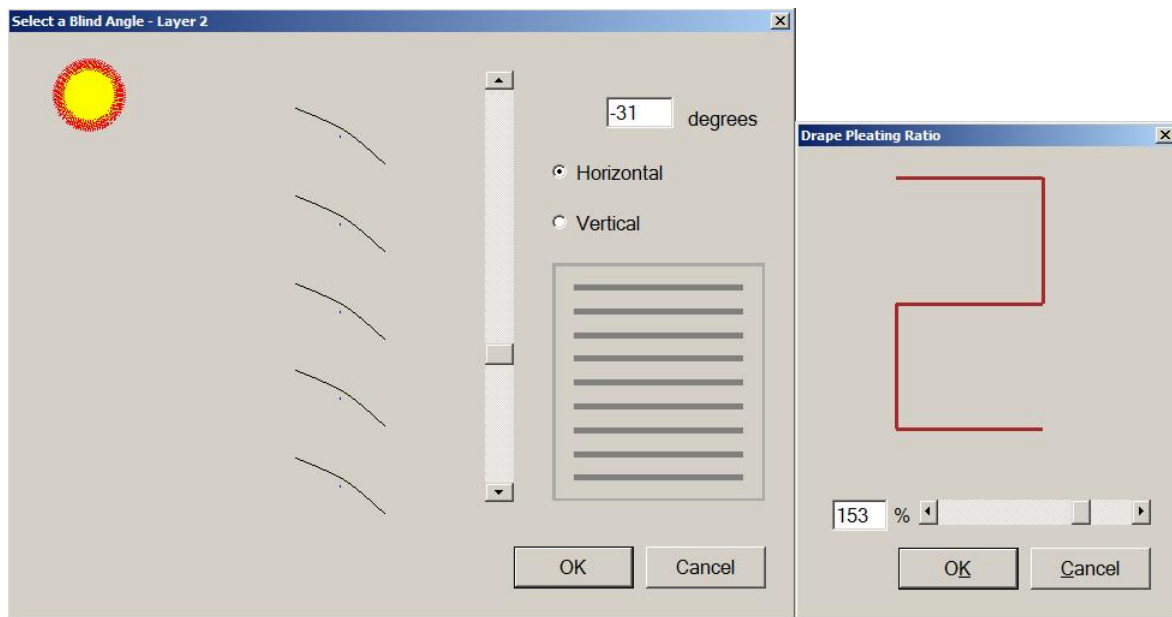 Select a Blind Angle - Layer 2
-31 degrees
Horizontal
Vertical
OK Cancel
Drape Pleating Ratio
153 %
OK Cancel